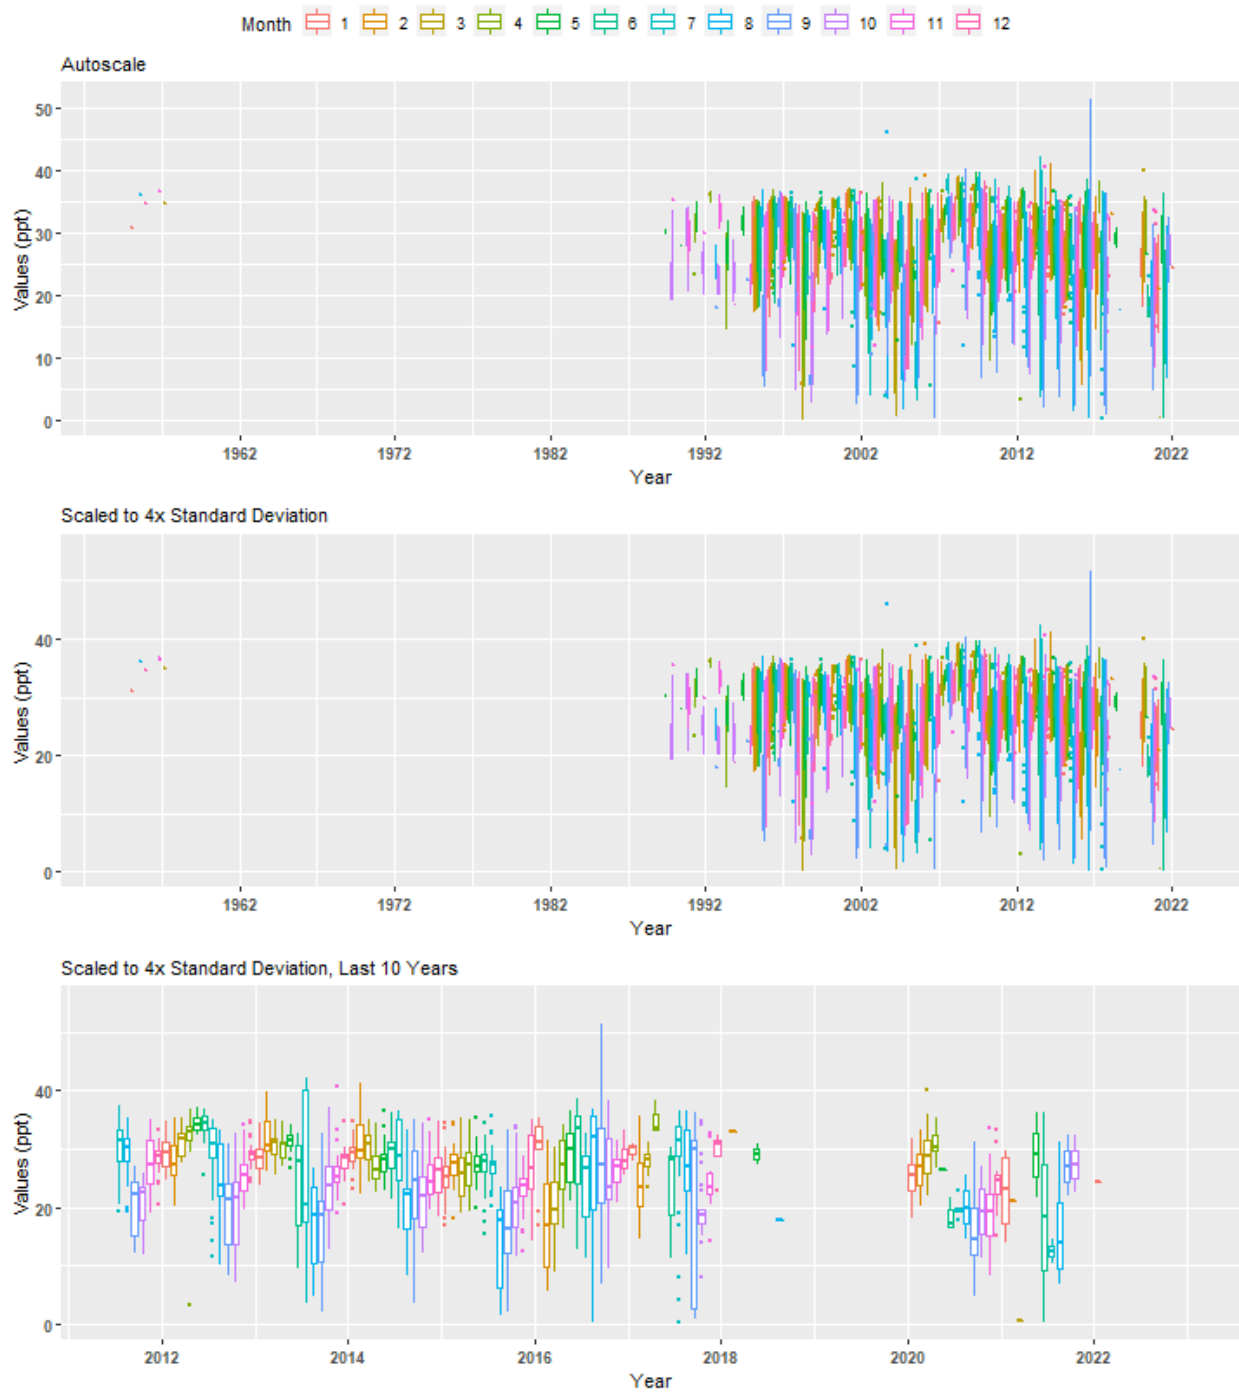 Month 1 2 3 4 5 6 7 8 9 10 11 12
Autoscale
50
40
30
20
10
0
Values (ppt)
1962 1972 1982 1992 2002 2012 2022
Year
Scaled to 4x Standard Deviation
40
20
0
Values (ppt)
1962 1972 1982 1992 2002 2012 2022
Year
Scaled to 4x Standard Deviation, Last 10 Years
40
20
0
Values (ppt)
2012 2014 2016 2018 2020 2022
Year